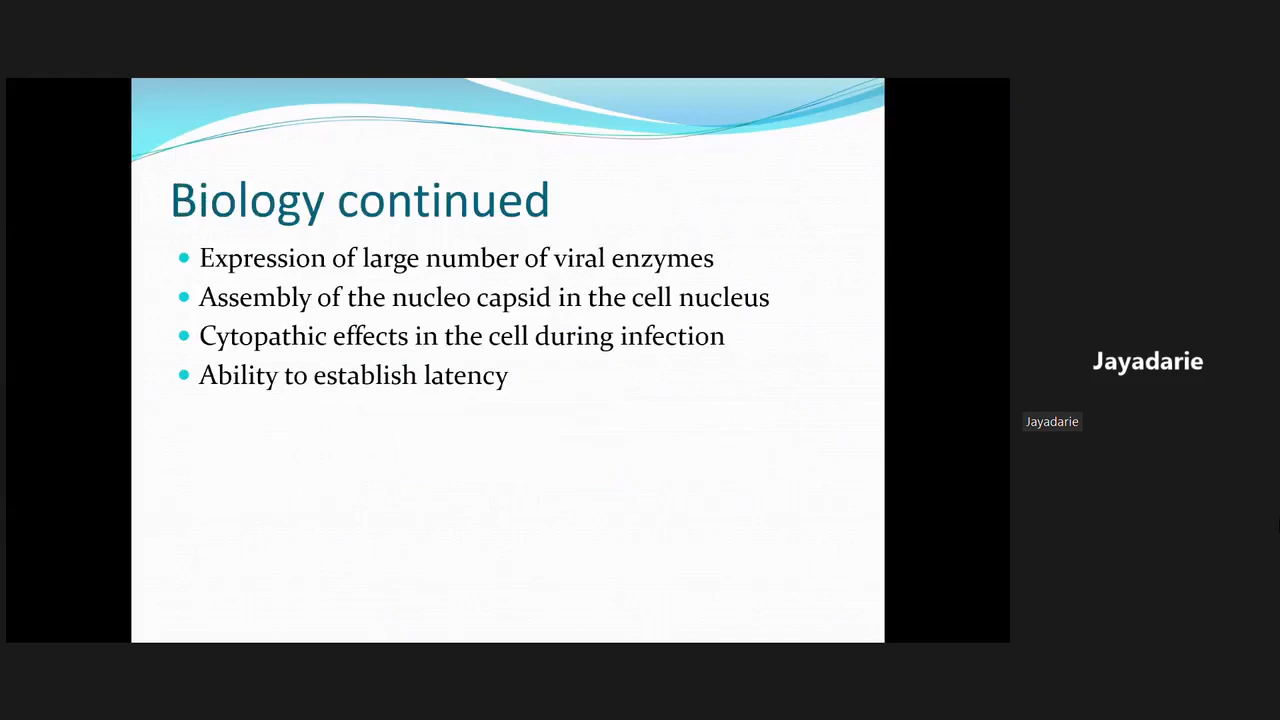 Biology continued
Expression of large number of viral enzymes
Assembly of the nucleo capsid in the cell nucleus
Cytopathic effects in the cell during infection
Ability to establish latency
Jayadarie
Jayadarie